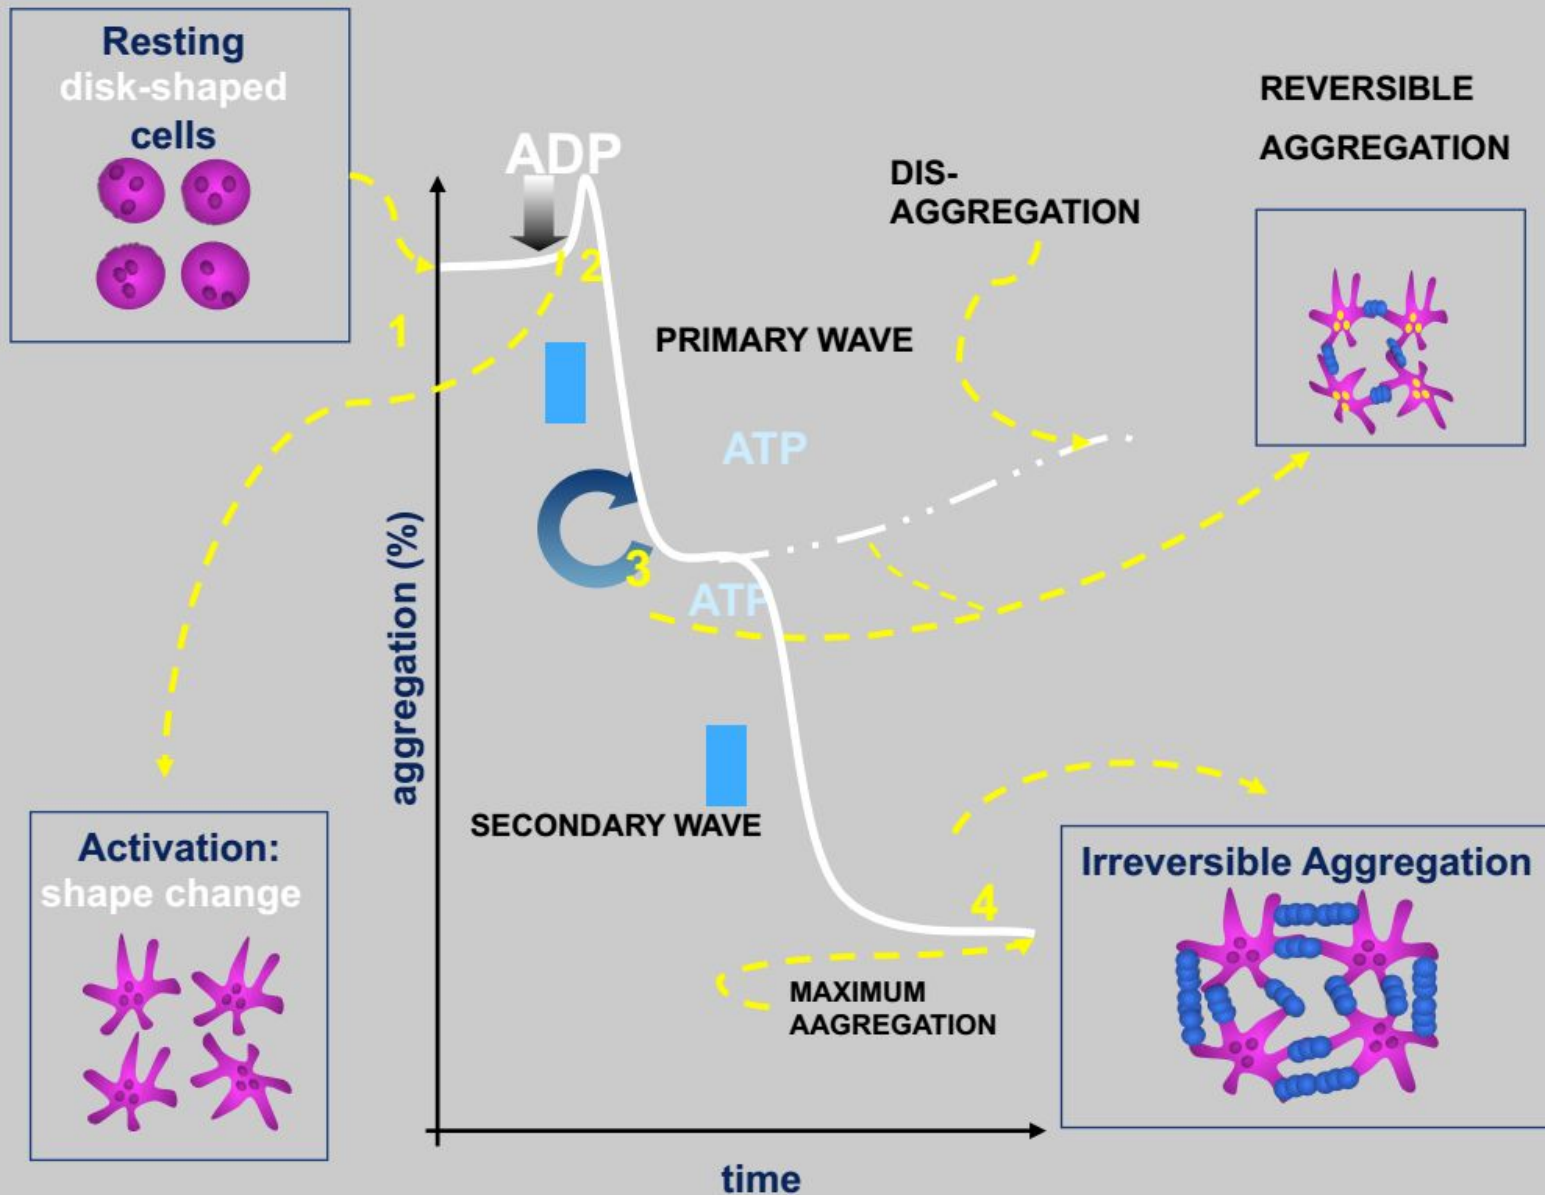 Resting
disk-shaped
cells
ADP
REVERSIBLE
AGGREGATION
DIS-
AGGREGATION
1
2
PRIMARY WAVE
ATP
3
ATP
aggregation (%)
SECONDARY WAVE
Activation:
shape change
4
Irreversible Aggregation
MAXIMUM
AAGREGATION
time